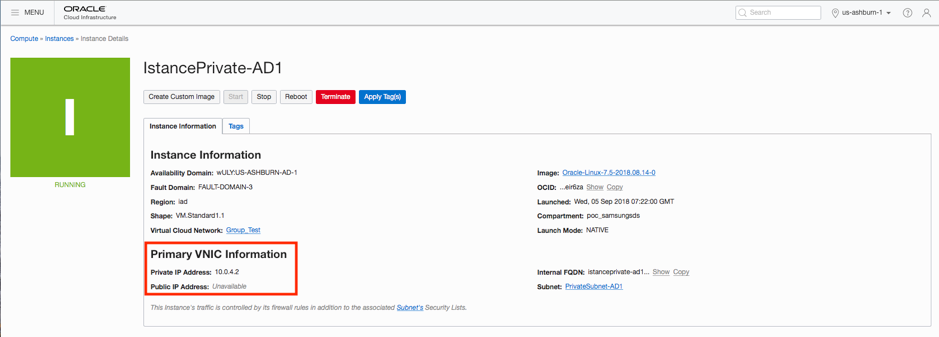 MENU
ORACLE
Cloud Infrastructure
Search
us-ashburn-1
Compute » Instances » Instance Details
I
RUNNING
IstancePrivate-AD1
Create Custom Image Start Stop Reboot Terminate Apply Tag(s)
Instance Information Tags
Instance Information
Availability Domain: wULY:US-ASHBURN-AD-1
Fault Domain: FAULT-DOMAIN-3
Region: iad
Shape: VM.Standard1.1
Virtual Cloud Network: Group_Test
Image: Oracle-Linux-7.5-2018.08.14-0
OCID: ...eir6za Show Copy
Launched: Wed, 05 Sep 2018 07:22:00 GMT
Compartment: poc_samsungsds
Launch Mode: NATIVE
Primary VNIC Information
Private IP Address: 10.0.4.2
Public IP Address: Unavailable
Internal FQDN: istanceprivate-ad1... Show Copy
Subnet: PrivateSubnet-AD1
This Instance's traffic is controlled by its firewall rules in addition to the associated Subnet's Security Lists.